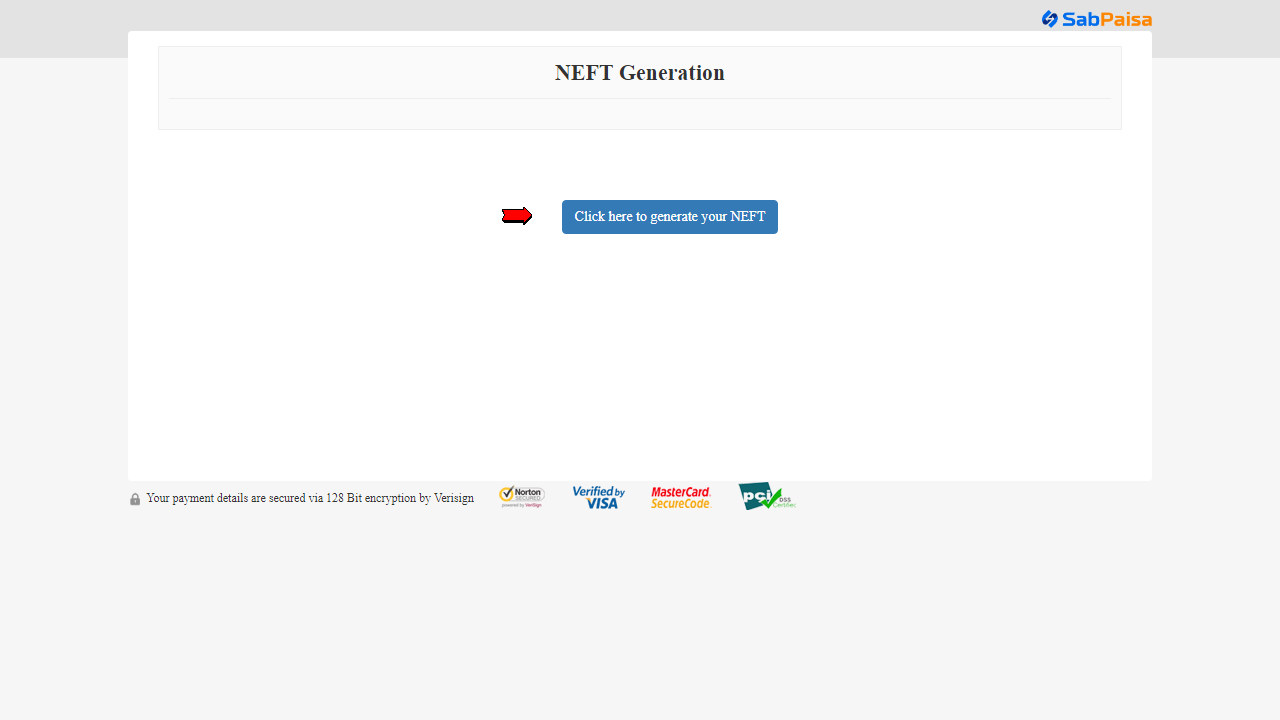 SabPaisa
NEFT Generation
Click here to generate your NEFT
Your payment details are secured via 128 Bit encryption by Verisign
Norton
SECURED
powered by VeriSign
Verified by
VISA
MasterCard.
SecureCode.
pci
DSS
Certified